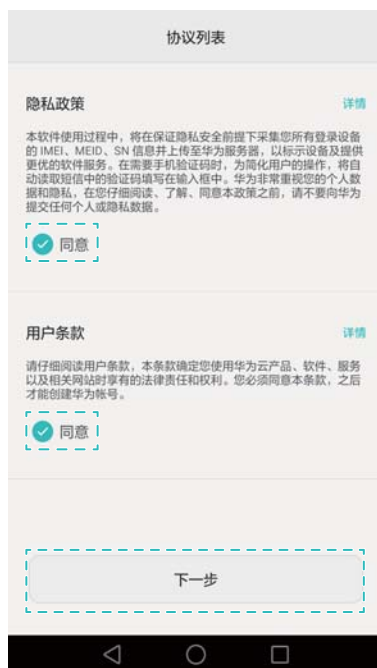 协议列表
隐私政策 详情
本软件使用过程中，将在保证隐私安全前提下采集您所有登录设备
的 IMEI、MEID、SN 信息并上传至华为服务器，以标示设备及提供
更优的软件服务。在需要手机验证码时，为简化用户的操作，将自
动读取短信中的验证码填写在输入框中。华为非常重视您的个人数
据和隐私，在您仔细阅读、了解、同意本政策之前，请不要向华为
提交任何个人或隐私数据。
同意
用户条款 详情
请仔细阅读用户条款，本条款确定您使用华为云产品、软件、服务
以及相关网站时享有的法律责任和权利。您必须同意本条款，之后
才能创建华为帐号。
同意
下一步